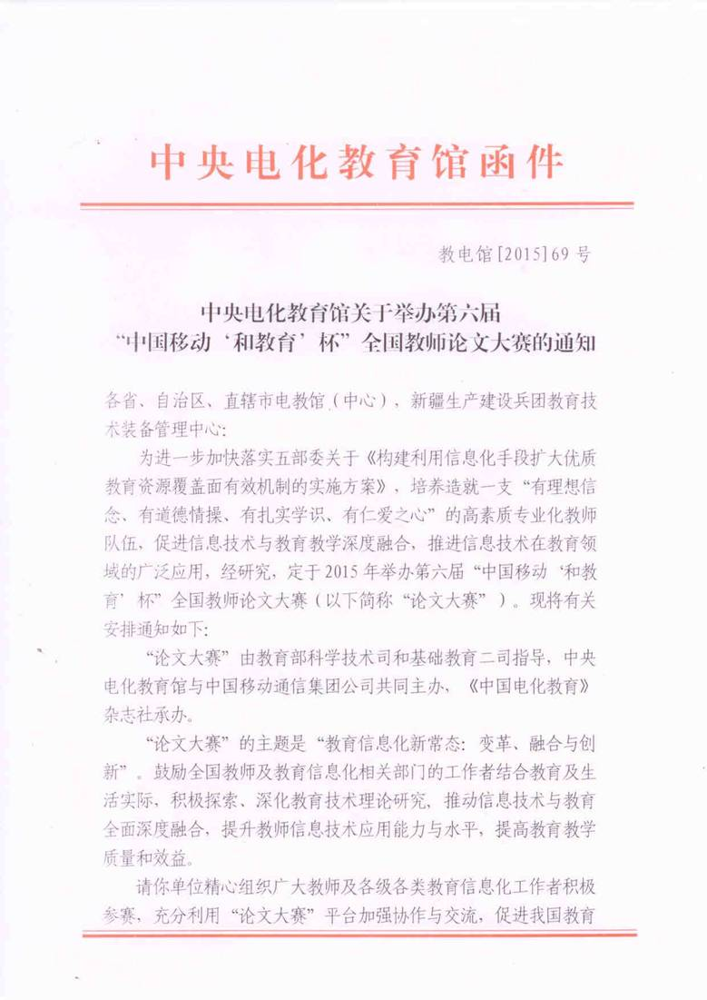 中央电化教育馆函件
教电馆[2015]69 号
中央电化教育馆关于举办第六届
“中国移动‘和教育’杯”全国教师论文大赛的通知
各省、自治区、直辖市电教馆(中心)，新疆生产建设兵团教育技
术装备管理中心:
为进一步加快落实五部委关于《构建利用信息化手段扩大优质
教育资源覆盖面有效机制的实施方案》，培养造就一支“有理想信
念、有道德情操、有扎实学识、有仁爱之心”的高素质专业化教师
队伍，促进信息技术与教育教学深度融合，推进信息技术在教育领
域的广泛应用，经研究，定于2015年举办第六届“中国移动‘和教
育’杯”全国教师论文大赛(以下简称“论文大赛”)。现将有关
安排通知如下:
“论文大赛”由教育部科学技术司和基础教育二司指导，中央
电化教育馆与中国移动通信集团公司共同主办，《中国电化教育》
杂志社承办。
“论文大赛”的主题是“教育信息化新常态: 变革、融合与创
新”。鼓励全国教师及教育信息化相关部门的工作者结合教育及生
活实际，积极探索、深化教育技术理论研究，推动信息技术与教育
全面深度融合，提升教师信息技术应用能力与水平，提高教育教学
质量和效益。
请你单位精心组织广大教师及各级各类教育信息化工作者积极
参赛，充分利用“论文大赛”平台加强协作与交流，促进我国教育